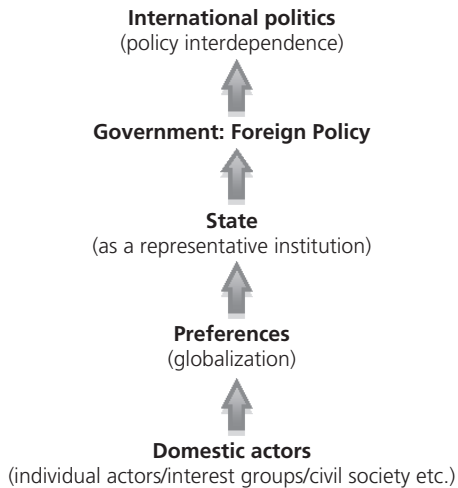 International politics
(policy interdependence)
Government: Foreign Policy
State
(as a representative institution)
Preferences
(globalization)
Domestic actors
(individual actors/interest groups/civil society etc.)